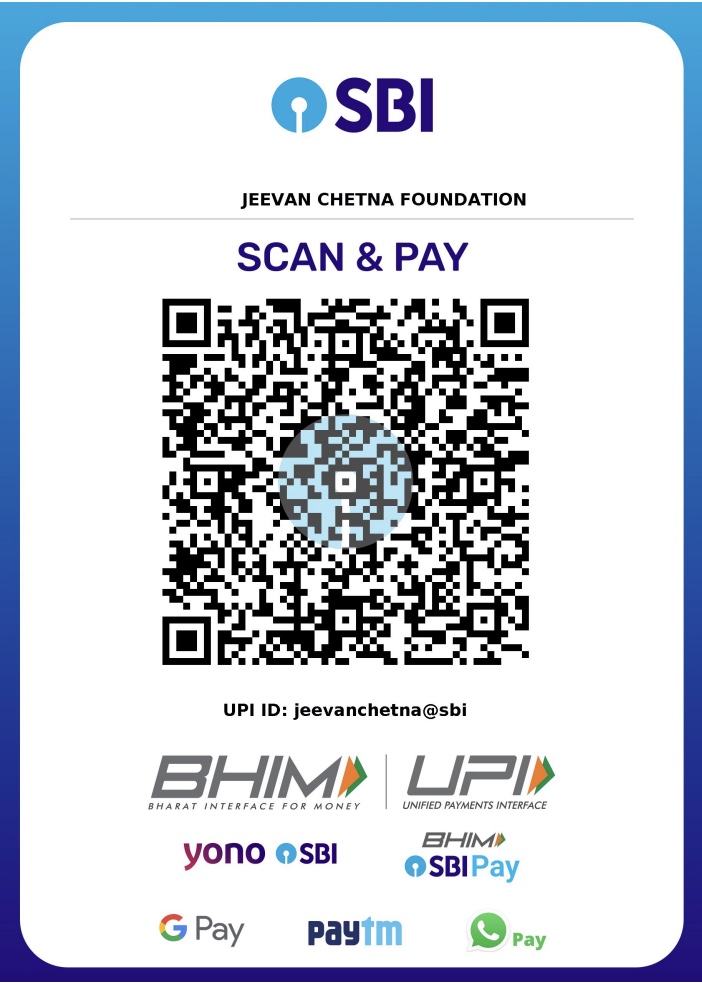 SBI
JEEVAN CHETNA FOUNDATION
SCAN & PAY
UPI ID: jeevanchetna@sbi
BHIM UPI
BHARAT INTERFACE FOR MONEY UNIFIED PAYMENTS INTERFACE
yono SBI
BHIM
SBI Pay
G Pay paytm Pay